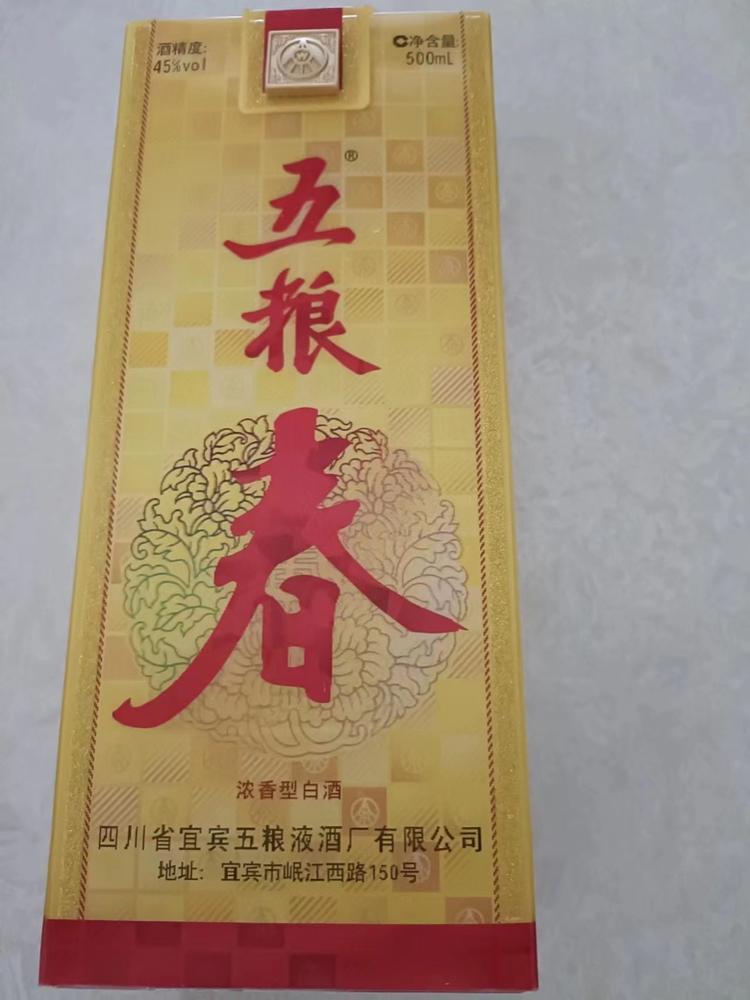 酒精度:
45%vol
C净含量:
500mL
五粮®
春
浓香型白酒
四川省宜宾五粮液酒厂有限公司
地址: 宜宾市岷江西路150号